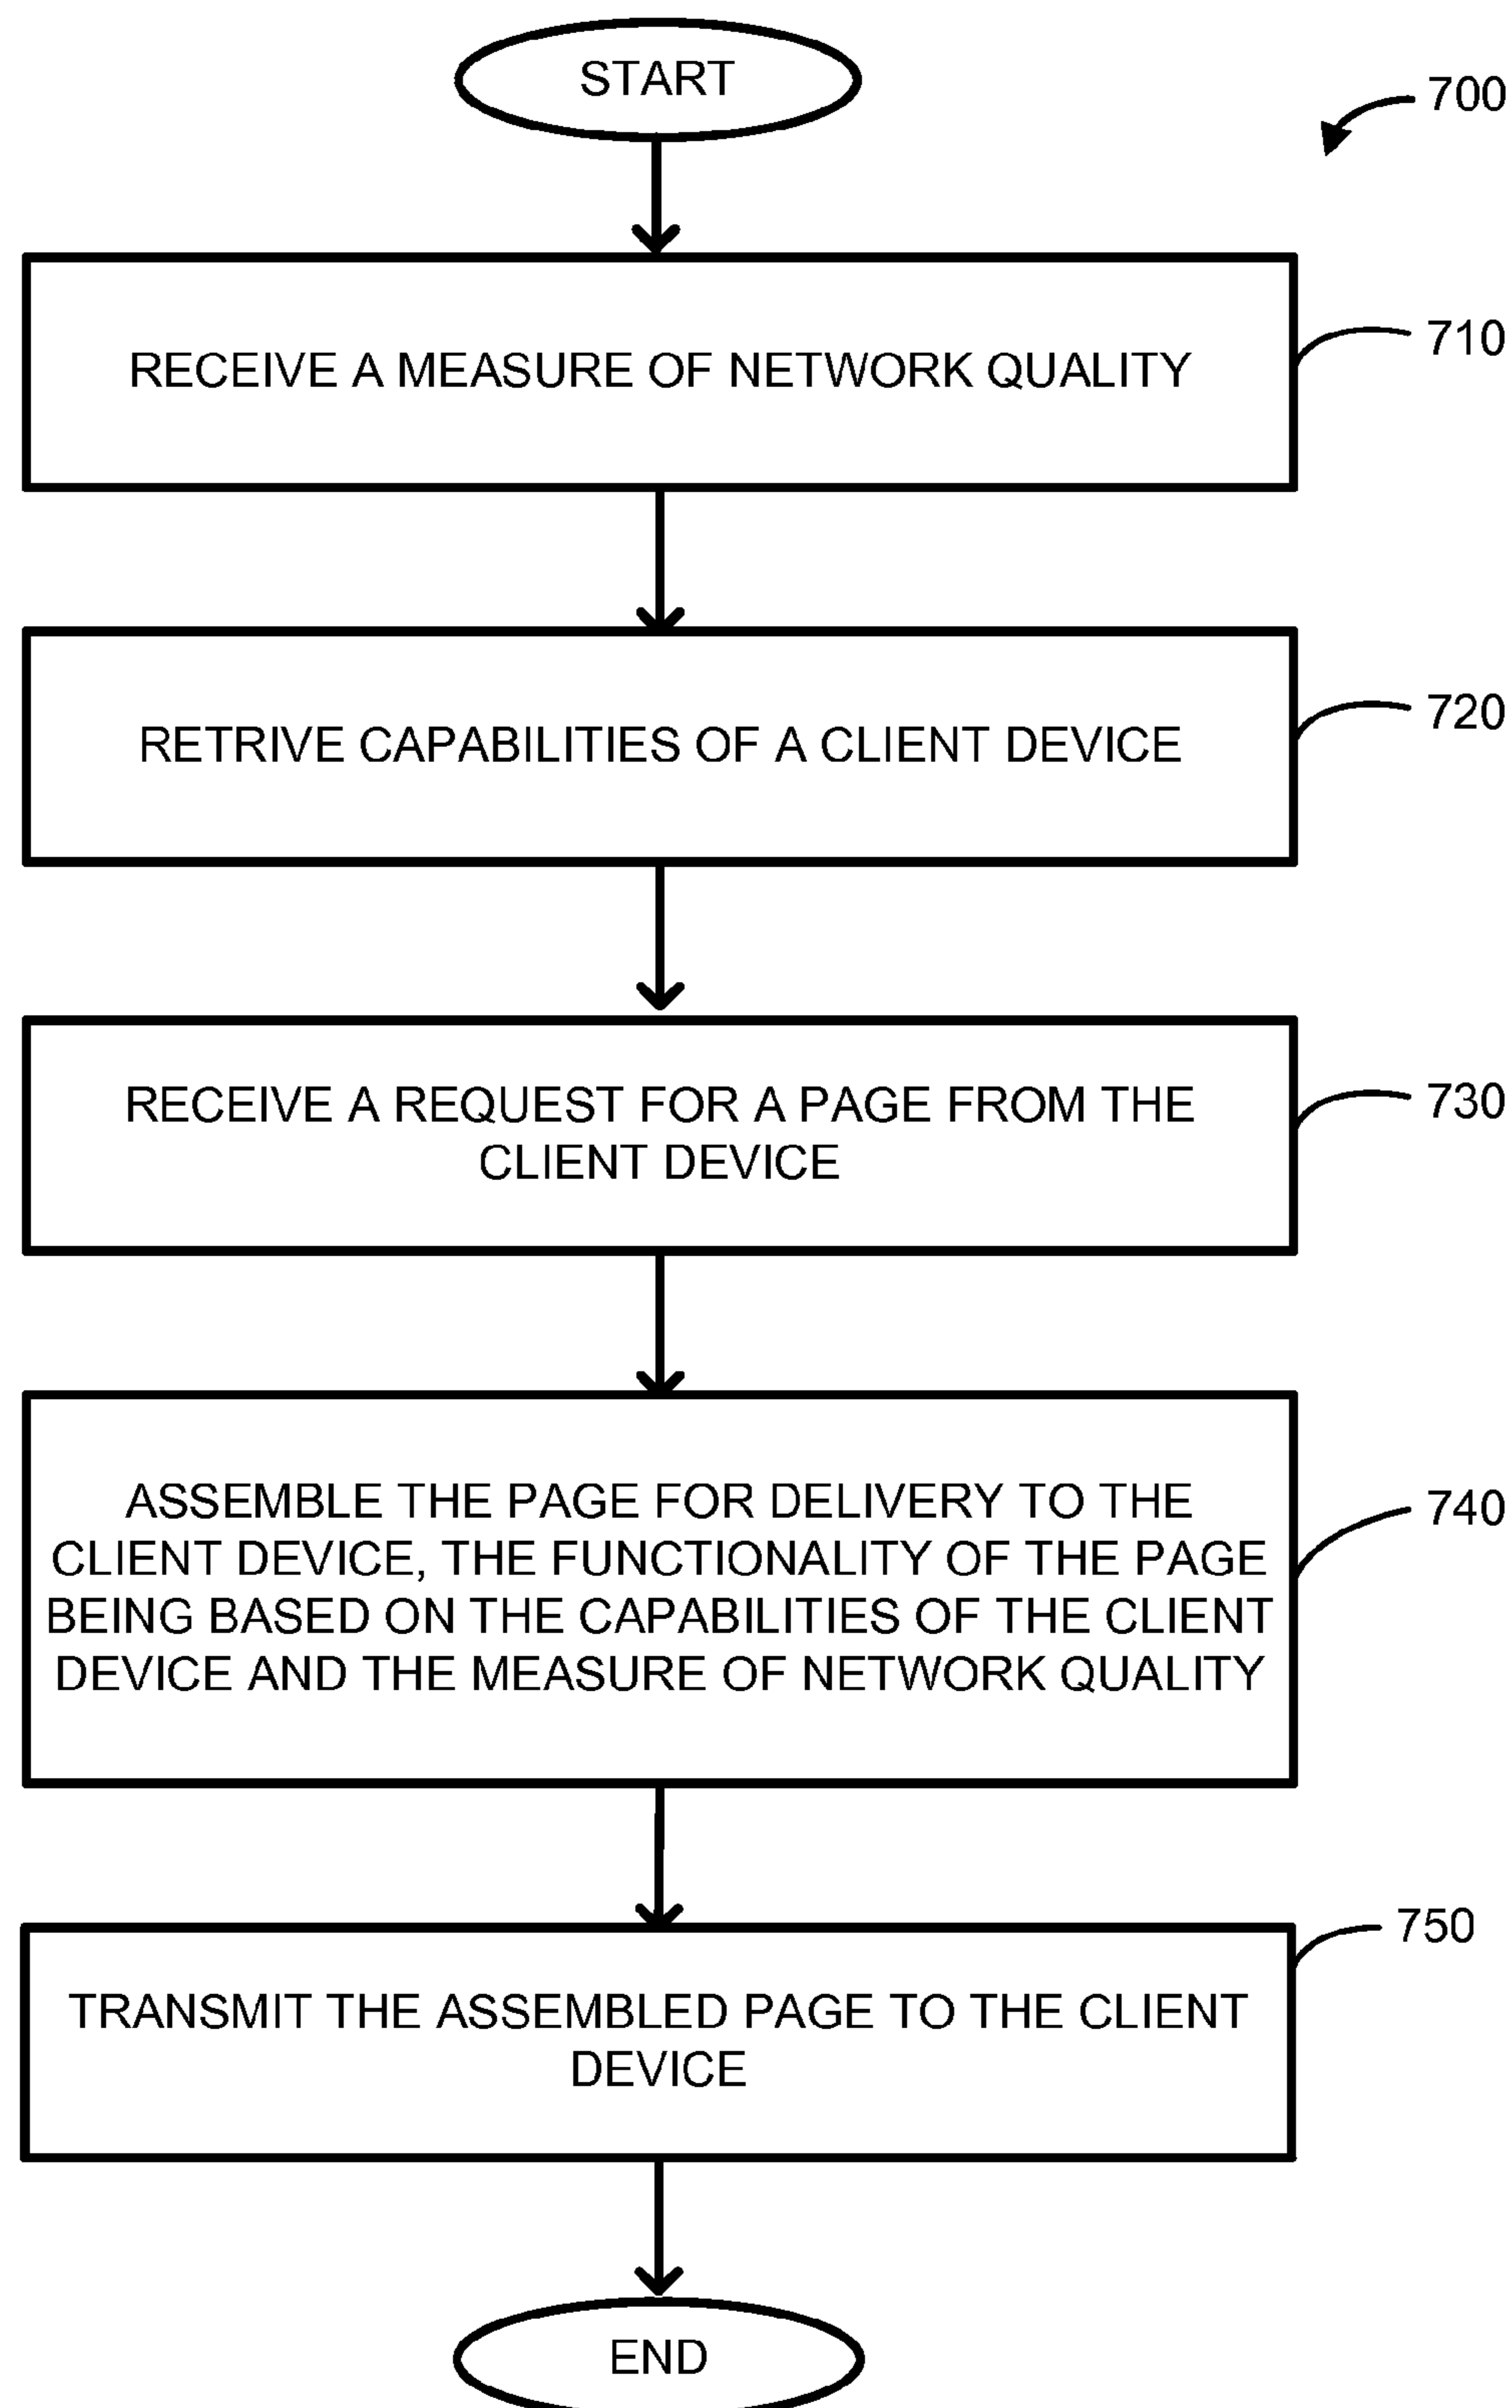 START
700
RECEIVE A MEASURE OF NETWORK QUALITY
710
RETRIVE CAPABILITIES OF A CLIENT DEVICE
720
RECEIVE A REQUEST FOR A PAGE FROM THE
CLIENT DEVICE
730
ASSEMBLE THE PAGE FOR DELIVERY TO THE
CLIENT DEVICE, THE FUNCTIONALITY OF THE PAGE
BEING BASED ON THE CAPABILITIES OF THE CLIENT
DEVICE AND THE MEASURE OF NETWORK QUALITY
740
TRANSMIT THE ASSEMBLED PAGE TO THE CLIENT
DEVICE
750
END